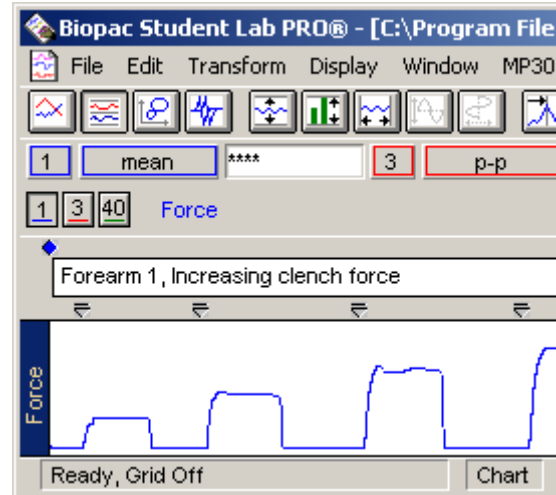 Biopac Student Lab PRO® - [C:\Program File
File Edit Transform Display Window MP30
1 mean **** 3 p-p
1 3 40 Force
Forearm 1, Increasing clench force
Force
Ready, Grid Off Chart